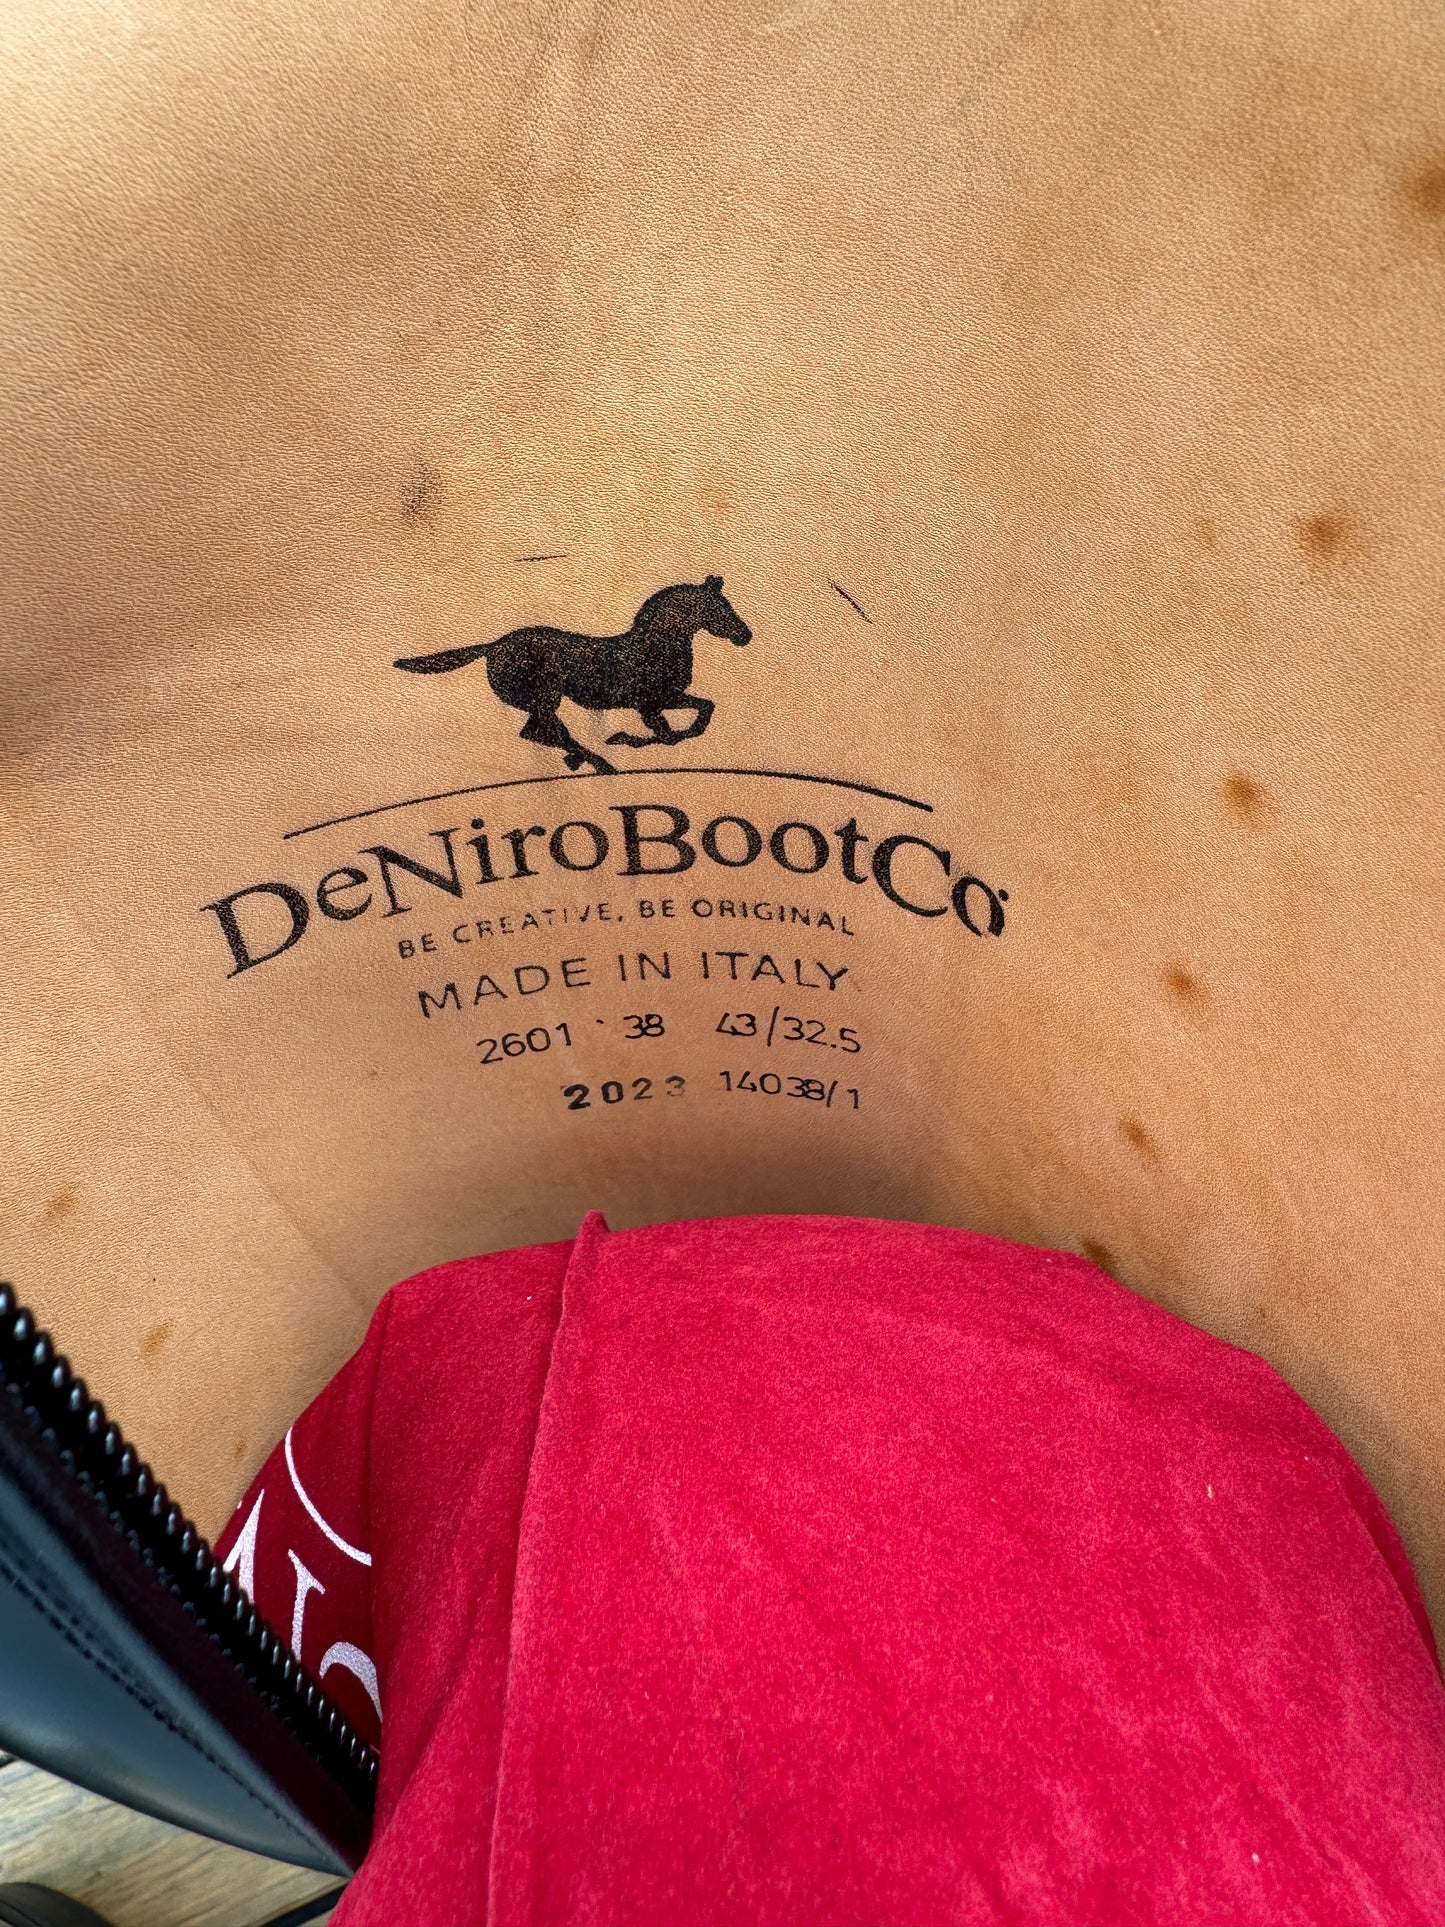 DeNiroBootCo
BE CREATIVE, BE ORIGINAL
MADE IN ITALY
2601 38 43/32.5
2023 14038/1